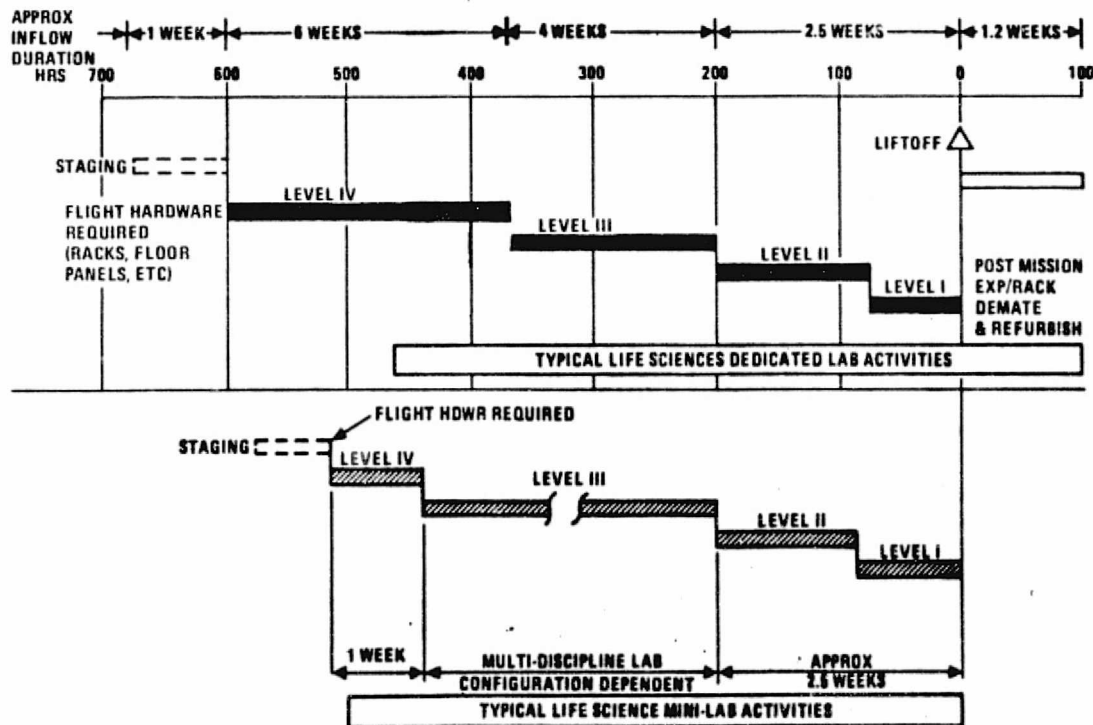 APPROX
INFLOW
DURATION
HRS
1 WEEK
6 WEEKS
4 WEEKS
2.5 WEEKS
1.2 WEEKS
700 600 500 400 300 200 100 0 100
LIFTOFF
STAGING
LEVEL IV
FLIGHT HARDWARE
REQUIRED
(RACKS, FLOOR
PANELS, ETC)
LEVEL III
LEVEL II
LEVEL I
POST MISSION
EXP/RACK
DEMATE
& REFURBISH
TYPICAL LIFE SCIENCES DEDICATED LAB ACTIVITIES
FLIGHT HDWR REQUIRED
STAGING
LEVEL IV
LEVEL III
LEVEL II
LEVEL I
1 WEEK
MULTI-DISCIPLINE LAB
CONFIGURATION DEPENDENT
APPROX
2.5 WEEKS
TYPICAL LIFE SCIENCE MINI-LAB ACTIVITIES